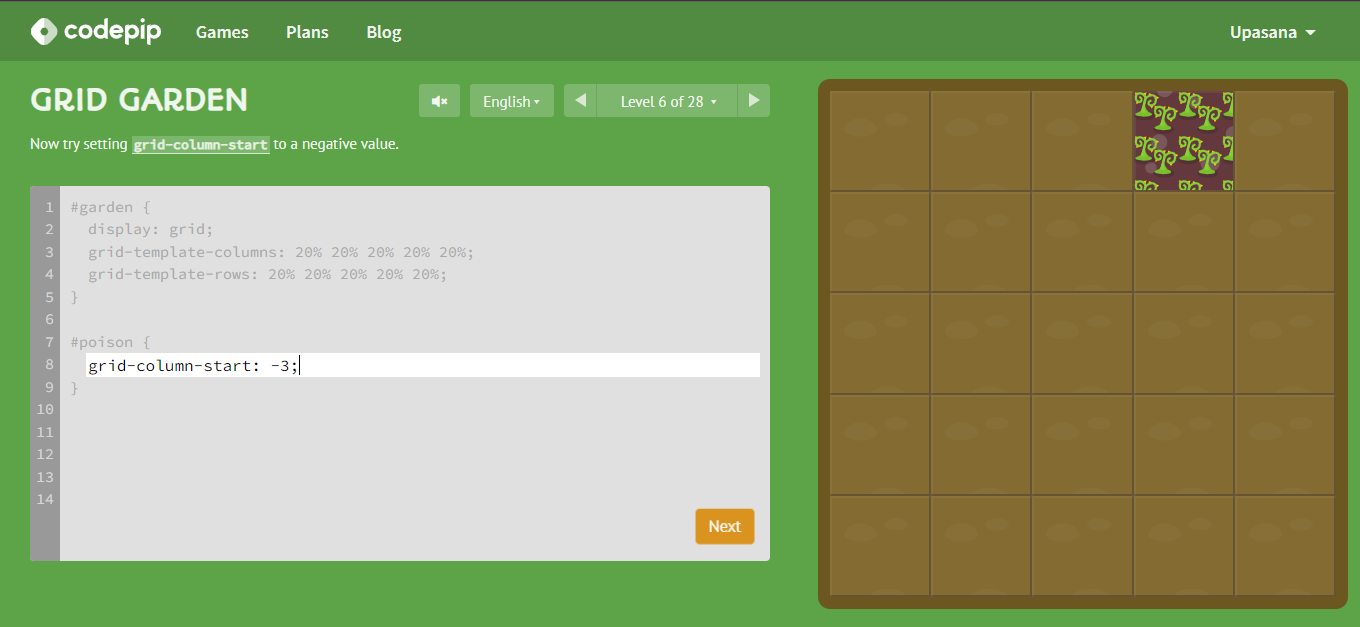 codepip Games Plans Blog Upasana
GRID GARDEN
English
Level 6 of 28
Now try setting grid-column-start to a negative value.
1 #garden {
2   display: grid;
3   grid-template-columns: 20% 20% 20% 20% 20%;
4   grid-template-rows: 20% 20% 20% 20% 20%;
5 }
6
7 #poison {
8   grid-column-start: -3;
9 }
10
11
12
13
14
Next